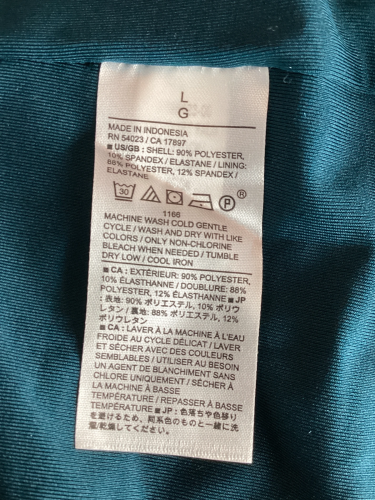 L
G
MADE IN INDONESIA
RN 54023 / CA 17897
■ US/GB : SHELL: 90% POLYESTER,
10% SPANDEX / ELASTANE / LINING:
88% POLYESTER, 12% SPANDEX /
ELASTANE
30
P
1166
MACHINE WASH COLD GENTLE
CYCLE / WASH AND DRY WITH LIKE
COLORS / ONLY NON-CHLORINE
BLEACH WHEN NEEDED / TUMBLE
DRY LOW / COOL IRON
■ CA : EXTÉRIEUR: 90% POLYESTER,
10% ÉLASTHANNE / DOUBLURE: 88%
POLYESTER, 12% ÉLASTHANNE ■ JP
: 表地: 90% ポリエステル, 10% ポリウ
レタン / 裏地: 88% ポリエステル, 12%
ポリウレタン
■ CA : LAVER À LA MACHINE À L'EAU
FROIDE AU CYCLE DÉLICAT / LAVER
ET SÉCHER AVEC DES COULEURS
SEMBLABLES / UTILISER AU BESOIN
UN AGENT DE BLANCHIMENT SANS
CHLORE UNIQUEMENT / SÉCHER À
LA MACHINE À BASSE
TEMPÉRATURE / REPASSER À BASSE
TEMPÉRATURE ■ JP : 色落ちや色移り
を避けるため、同系色のものと一緒に洗
濯/乾燥してください。